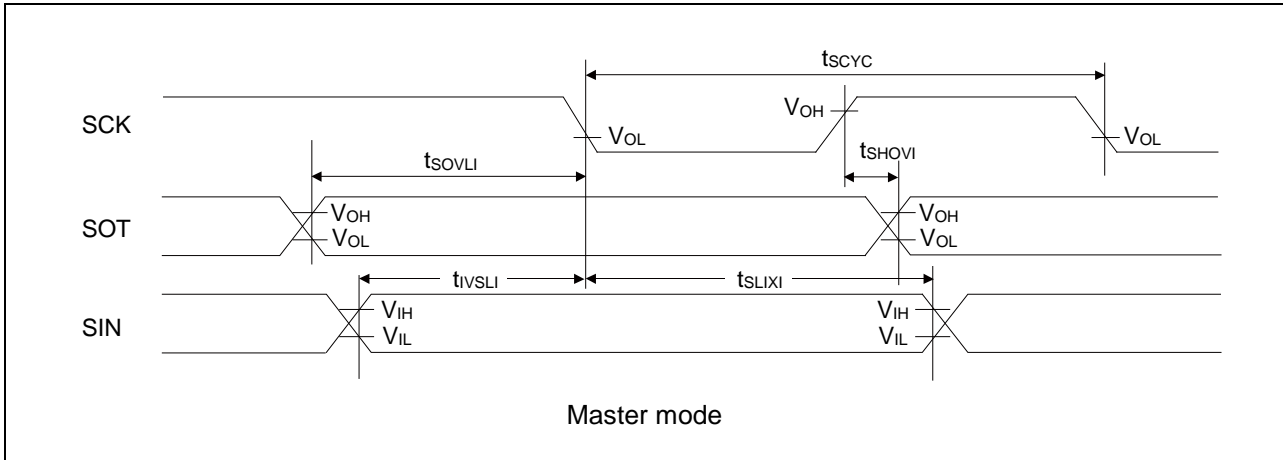 tSCYC
SCK
VOH
VOL
VOL
tSHOVI
tSOVLI
SOT
VOH
VOL
VOH
VOL
tIVSLI
tSLIXI
SIN
VIH
VIL
VIH
VIL
Master mode